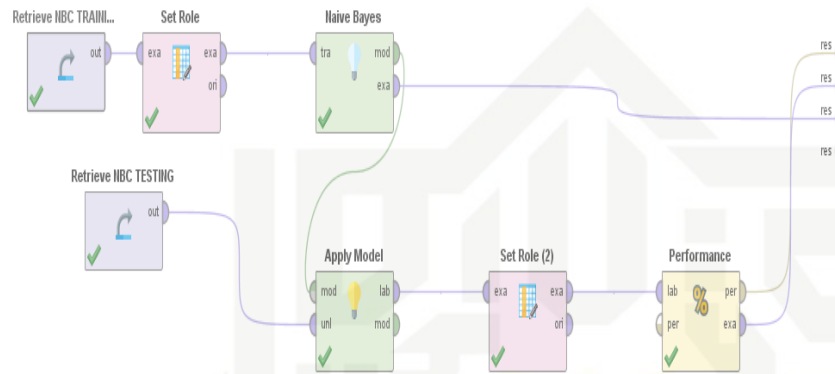 Retrieve NBC TRAINI...
Set Role
Naive Bayes
out
exa
exa
ori
tra
mod
exa
res
res
res
res
Retrieve NBC TESTING
out
Apply Model
Set Role (2)
Performance
mod
lab
unl
mod
exa
exa
ori
lab
per
per
exa
%